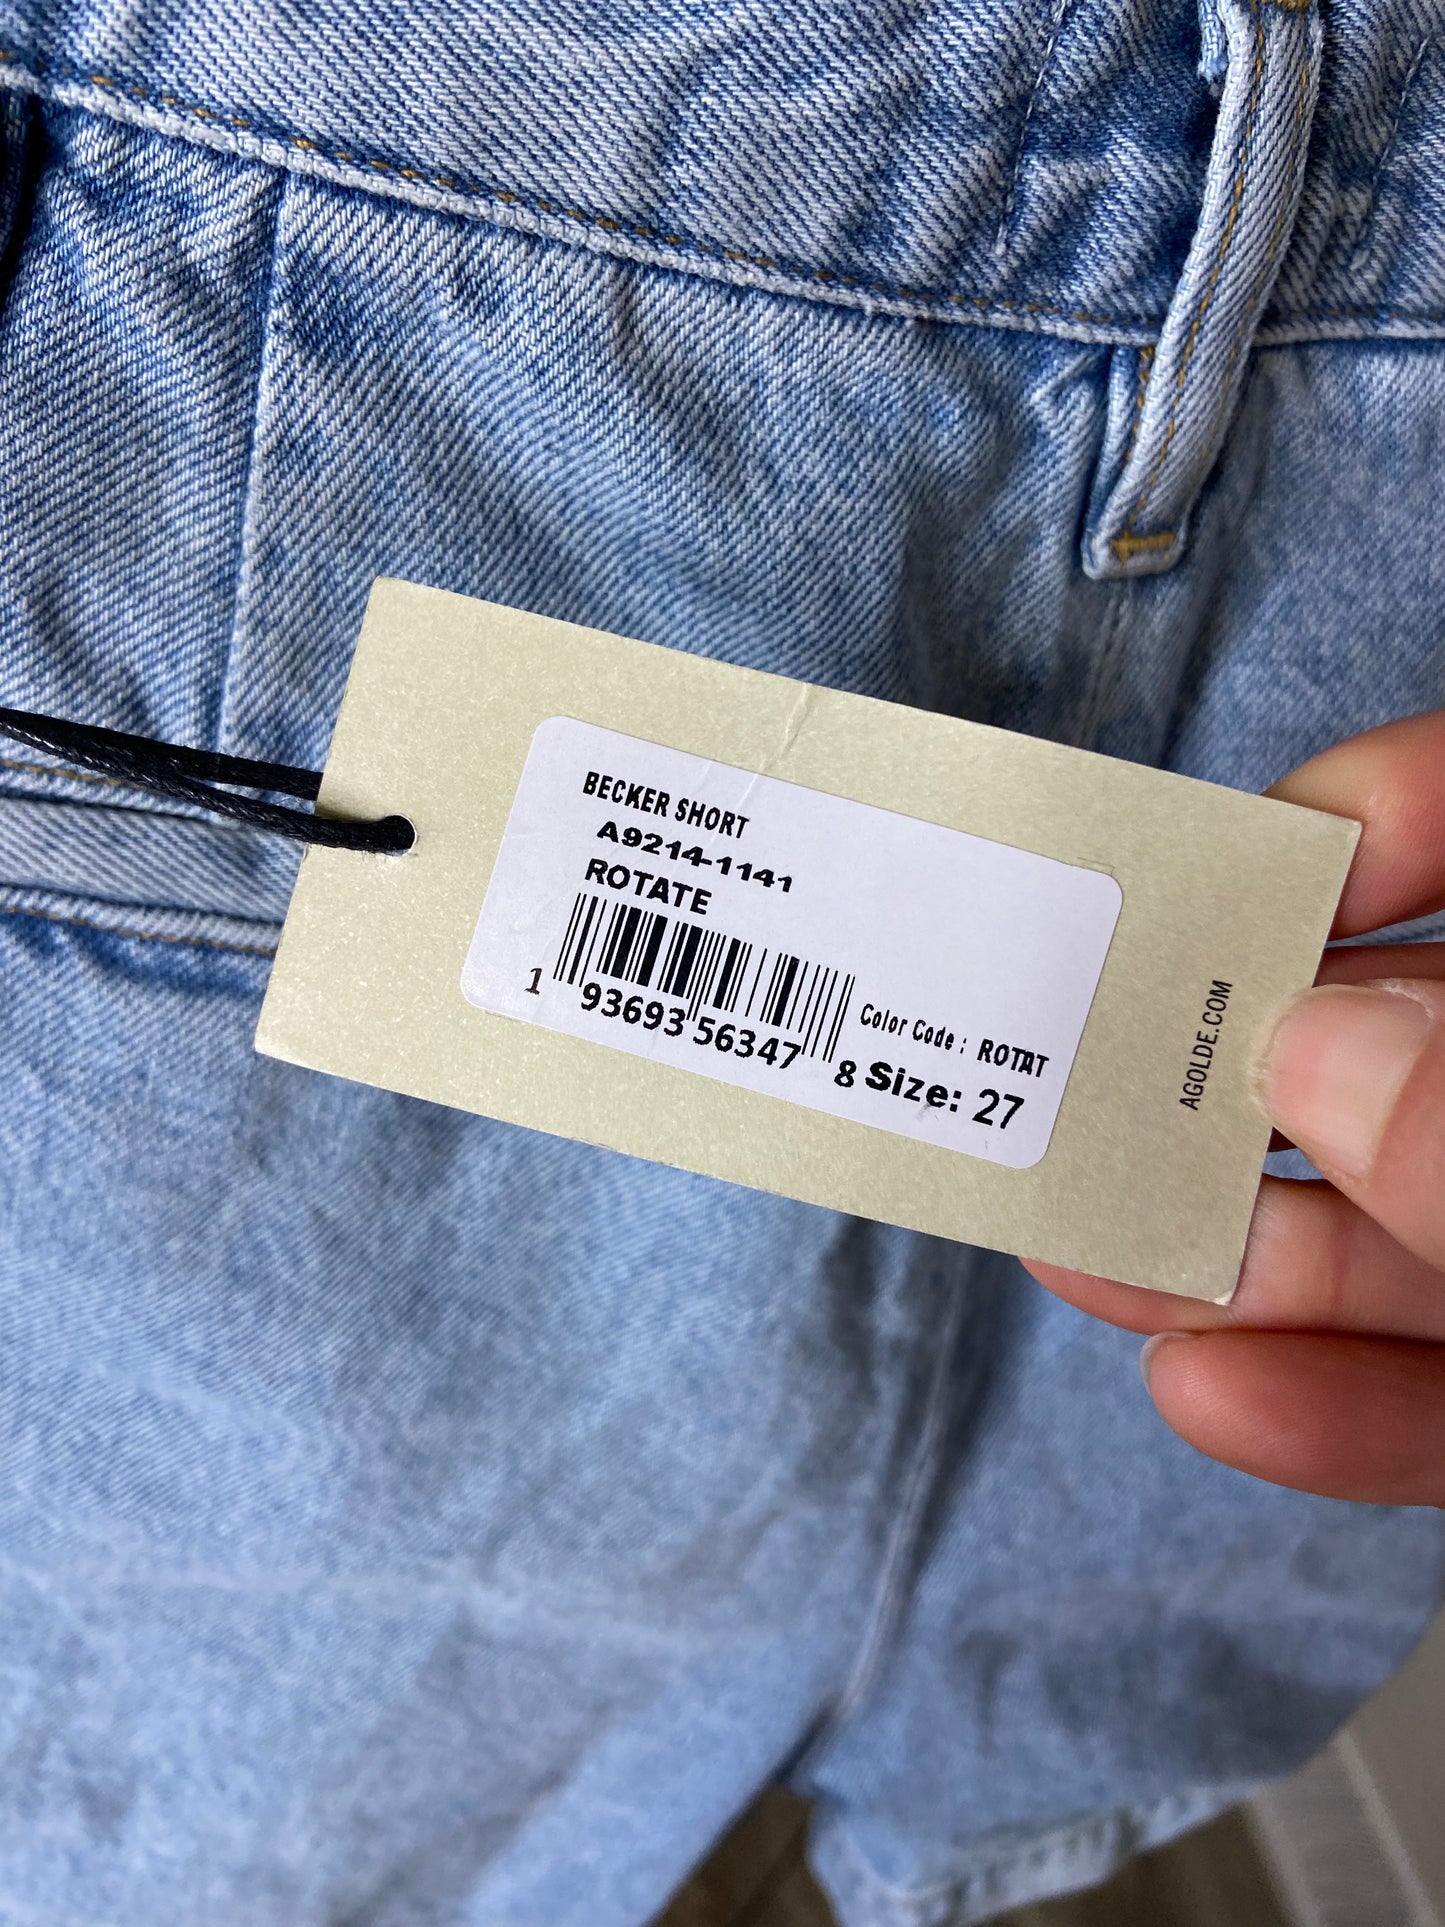 BECKER SHORT
A9214-1141
ROTATE
1 93693 56347 8
Color Code : ROTAT
Size: 27
AGOLDE.COM